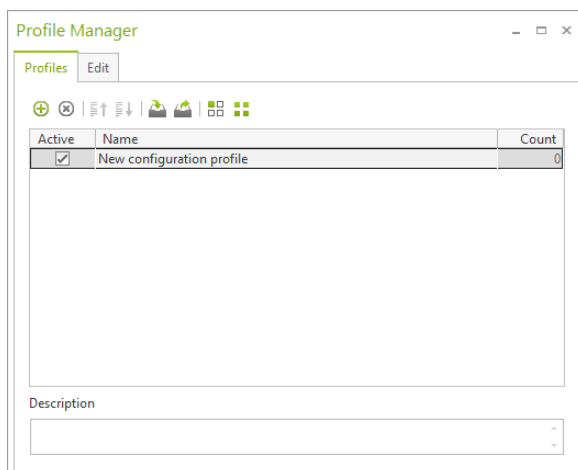 Profile Manager
Profiles Edit
Active Name Count
New configuration profile 0
Description